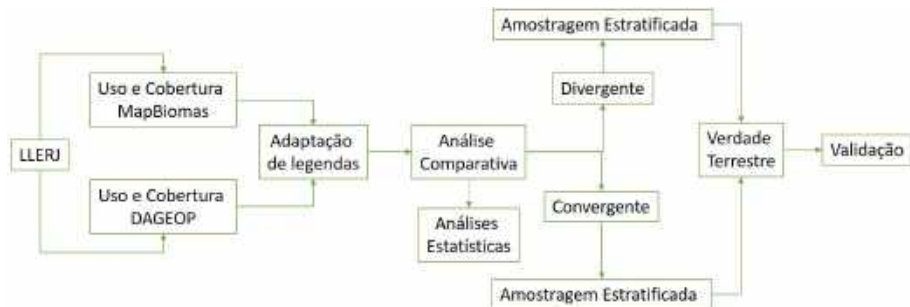 LLERJ
Uso e Cobertura
MapBiomas
Uso e Cobertura
DAGEOP
Adaptação
de legendas
Análise
Comparativa
Análises
Estatísticas
Amostragem Estratificada
Divergente
Convergente
Amostragem Estratificada
Verdade
Terrestre
Validação